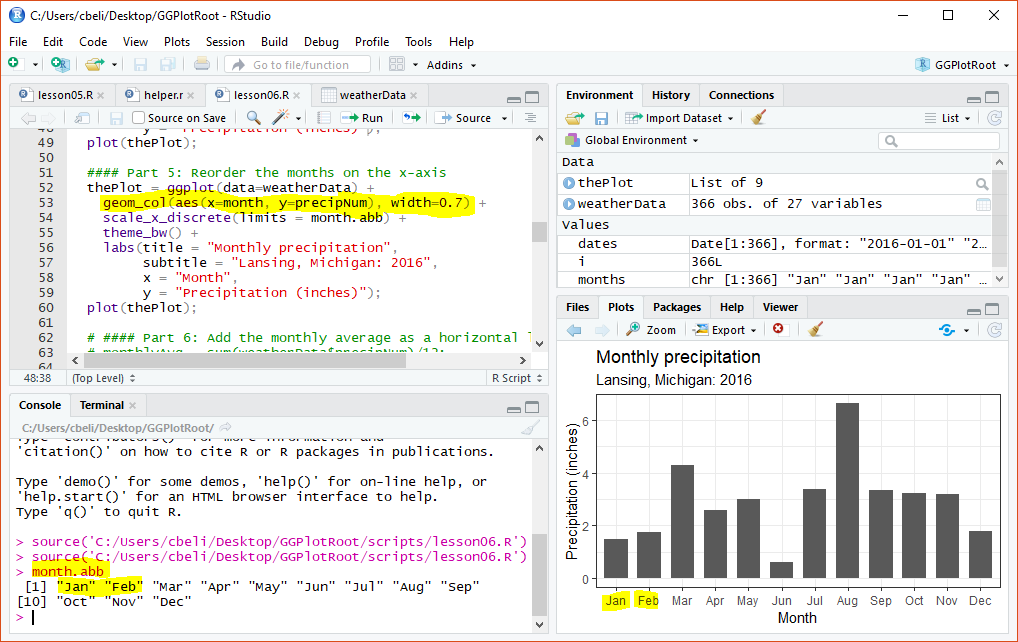 C:/Users/cbeli/Desktop/GGPlotRoot - RStudio
File Edit Code View Plots Session Build Debug Profile Tools Help
Go to file/function Addins GGPlotRoot
lesson05.R helper.r lesson06.R weatherData
Source on Save Run Source
48 y = "Precipitation (inches)");
49 plot(thePlot);
50
51 #### Part 5: Reorder the months on the x-axis
52 thePlot = ggplot(data=weatherData) +
53 geom_col(aes(x=month, y=precipNum), width=0.7) +
54 scale_x_discrete(limits = month.abb) +
55 theme_bw() +
56 labs(title = "Monthly precipitation",
57 subtitle = "Lansing, Michigan: 2016",
58 x = "Month",
59 y = "Precipitation (inches)");
60 plot(thePlot);
61
62 # #### Part 6: Add the monthly average as a horizontal l
63 # monthlyAvg = sum(weatherData$precipNum)/12;
64
48:38 (Top Level) R Script
Console Terminal
C:/Users/cbeli/Desktop/GGPlotRoot/
Type 'contributors()' for more information and
'citation()' on how to cite R or R packages in publications.
Type 'demo()' for some demos, 'help()' for on-line help, or
'help.start()' for an HTML browser interface to help.
Type 'q()' to quit R.
> source('C:/Users/cbeli/Desktop/GGPlotRoot/scripts/lesson06.R')
> source('C:/Users/cbeli/Desktop/GGPlotRoot/scripts/lesson06.R')
> month.abb
[1] "Jan" "Feb" "Mar" "Apr" "May" "Jun" "Jul" "Aug" "Sep"
[10] "Oct" "Nov" "Dec"
>
Environment History Connections
Import Dataset List
Global Environment
Data
thePlot List of 9
weatherData 366 obs. of 27 variables
Values
dates Date[1:366], format: "2016-01-01" "2…
i 366L
months chr [1:366] "Jan" "Jan" "Jan" "Jan" …
Files Plots Packages Help Viewer
Zoom Export
Monthly precipitation
Lansing, Michigan: 2016
Precipitation (inches)
6
4
2
0
Jan Feb Mar Apr May Jun Jul Aug Sep Oct Nov Dec
Month